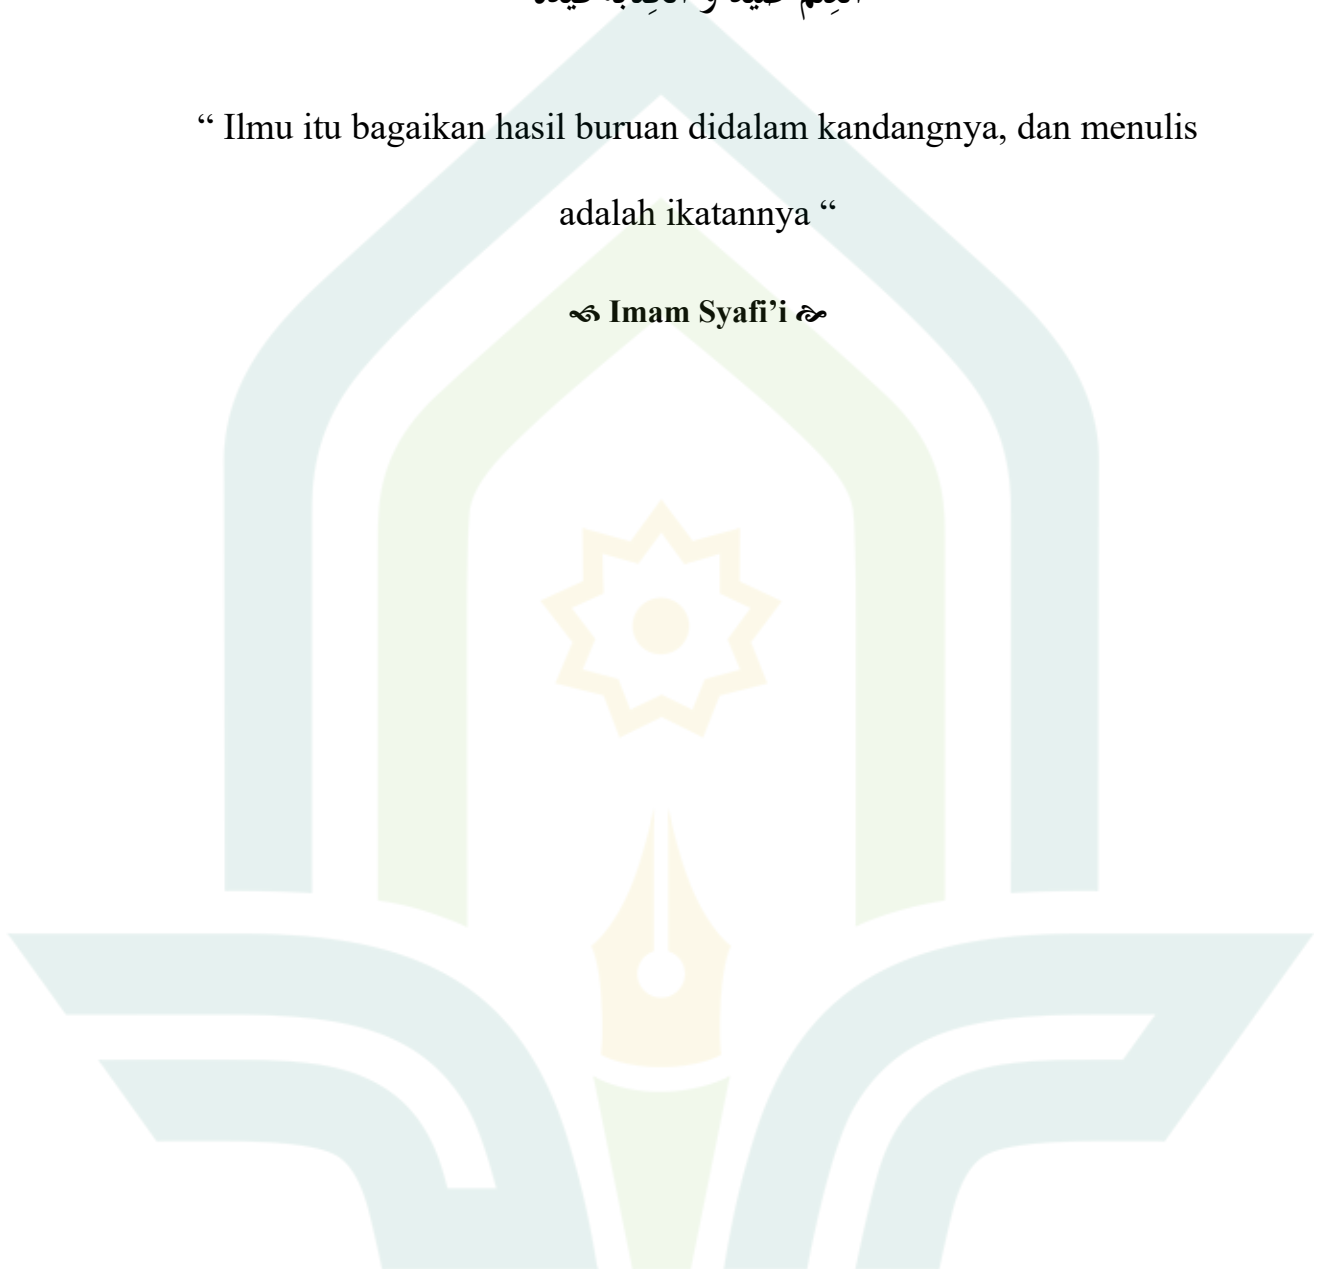 “ Ilmu itu bagaikan hasil buruan didalam kandangnya, dan menulis
adalah ikatannya “
Imam Syafi’i